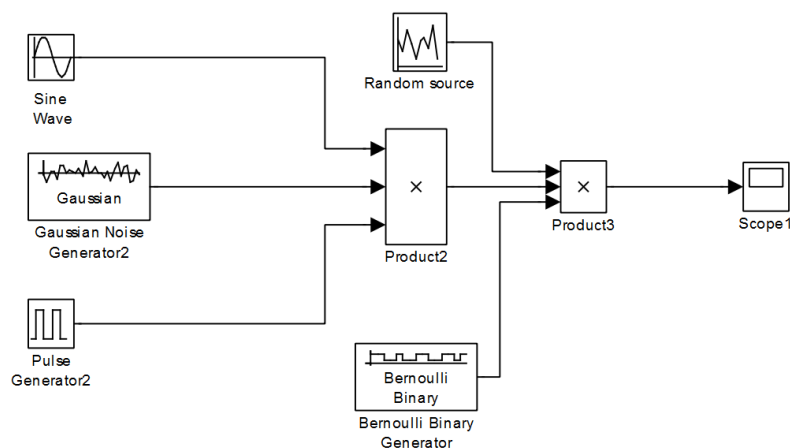 Sine
Wave
Random source
Gaussian
Gaussian Noise
Generator2
×
Product2
×
Product3
Scope1
Pulse
Generator2
Bernoulli
Binary
Bernoulli Binary
Generator